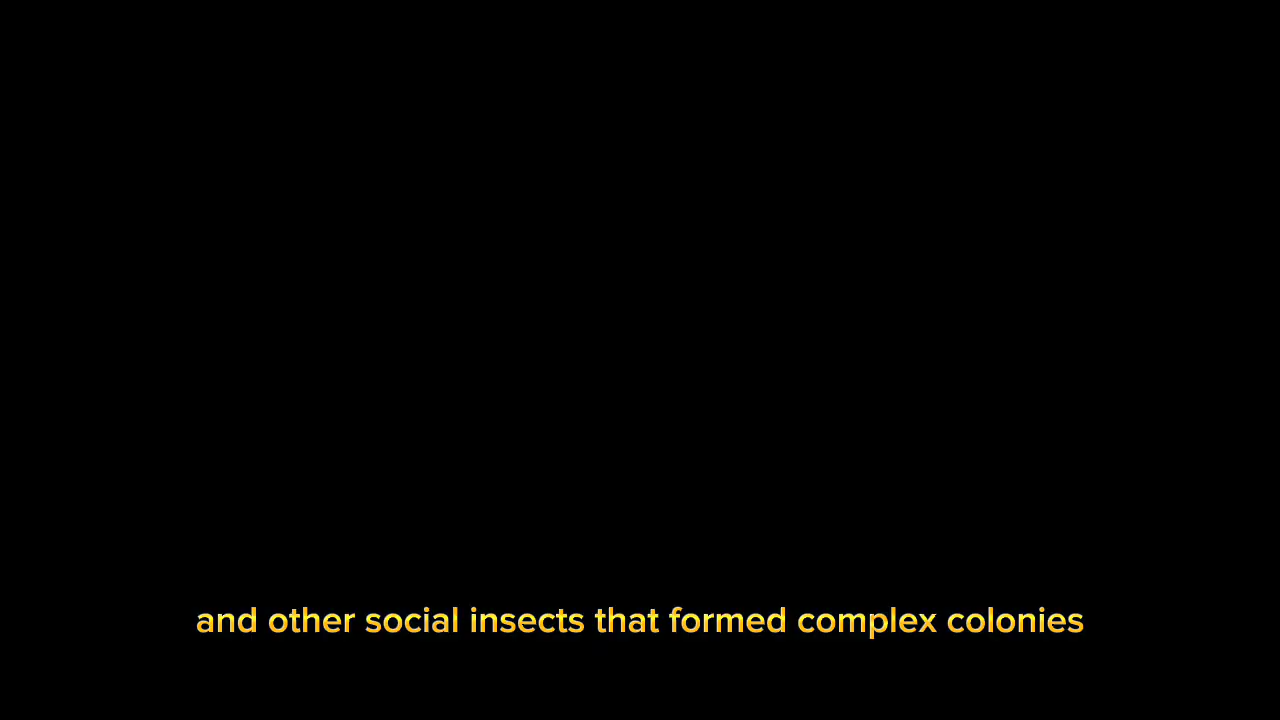 and other social insects that formed complex colonies